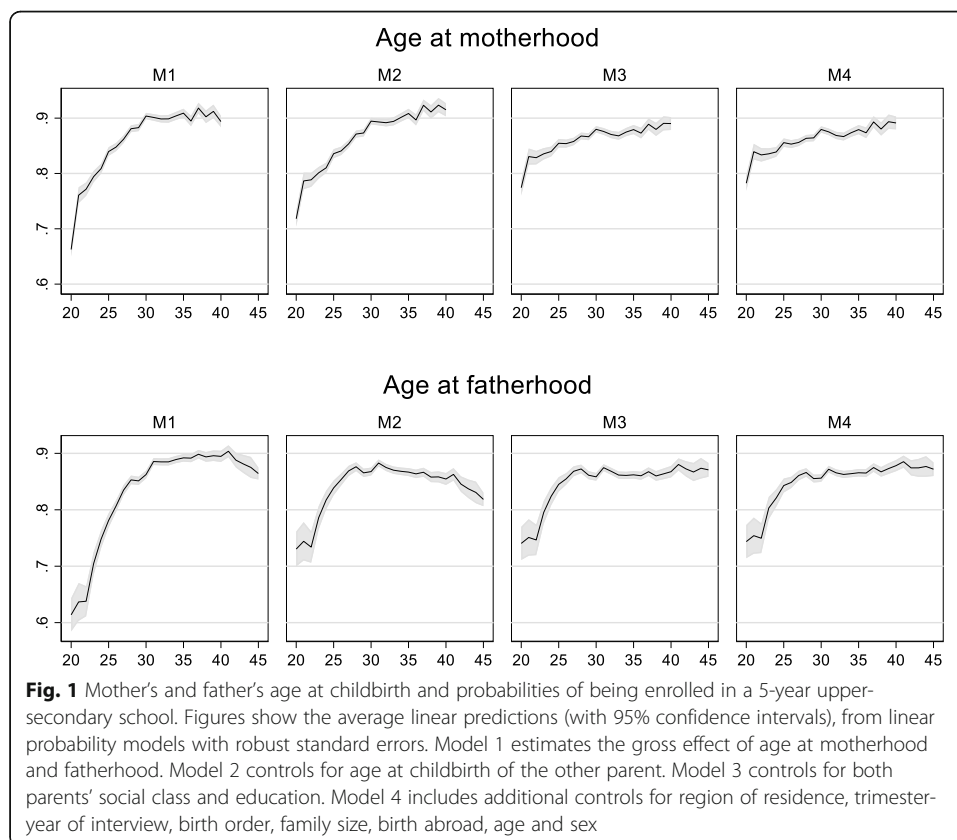 Age at motherhood
M1 M2 M3 M4
.9
.8
.7
.6
20 25 30 35 40 45 20 25 30 35 40 45 20 25 30 35 40 45 20 25 30 35 40 45
Age at fatherhood
M1 M2 M3 M4
.9
.8
.7
.6
20 25 30 35 40 45 20 25 30 35 40 45 20 25 30 35 40 45 20 25 30 35 40 45
Fig. 1 Mother's and father's age at childbirth and probabilities of being enrolled in a 5-year upper-
secondary school. Figures show the average linear predictions (with 95% confidence intervals), from linear
probability models with robust standard errors. Model 1 estimates the gross effect of age at motherhood
and fatherhood. Model 2 controls for age at childbirth of the other parent. Model 3 controls for both
parents' social class and education. Model 4 includes additional controls for region of residence, trimester-
year of interview, birth order, family size, birth abroad, age and sex